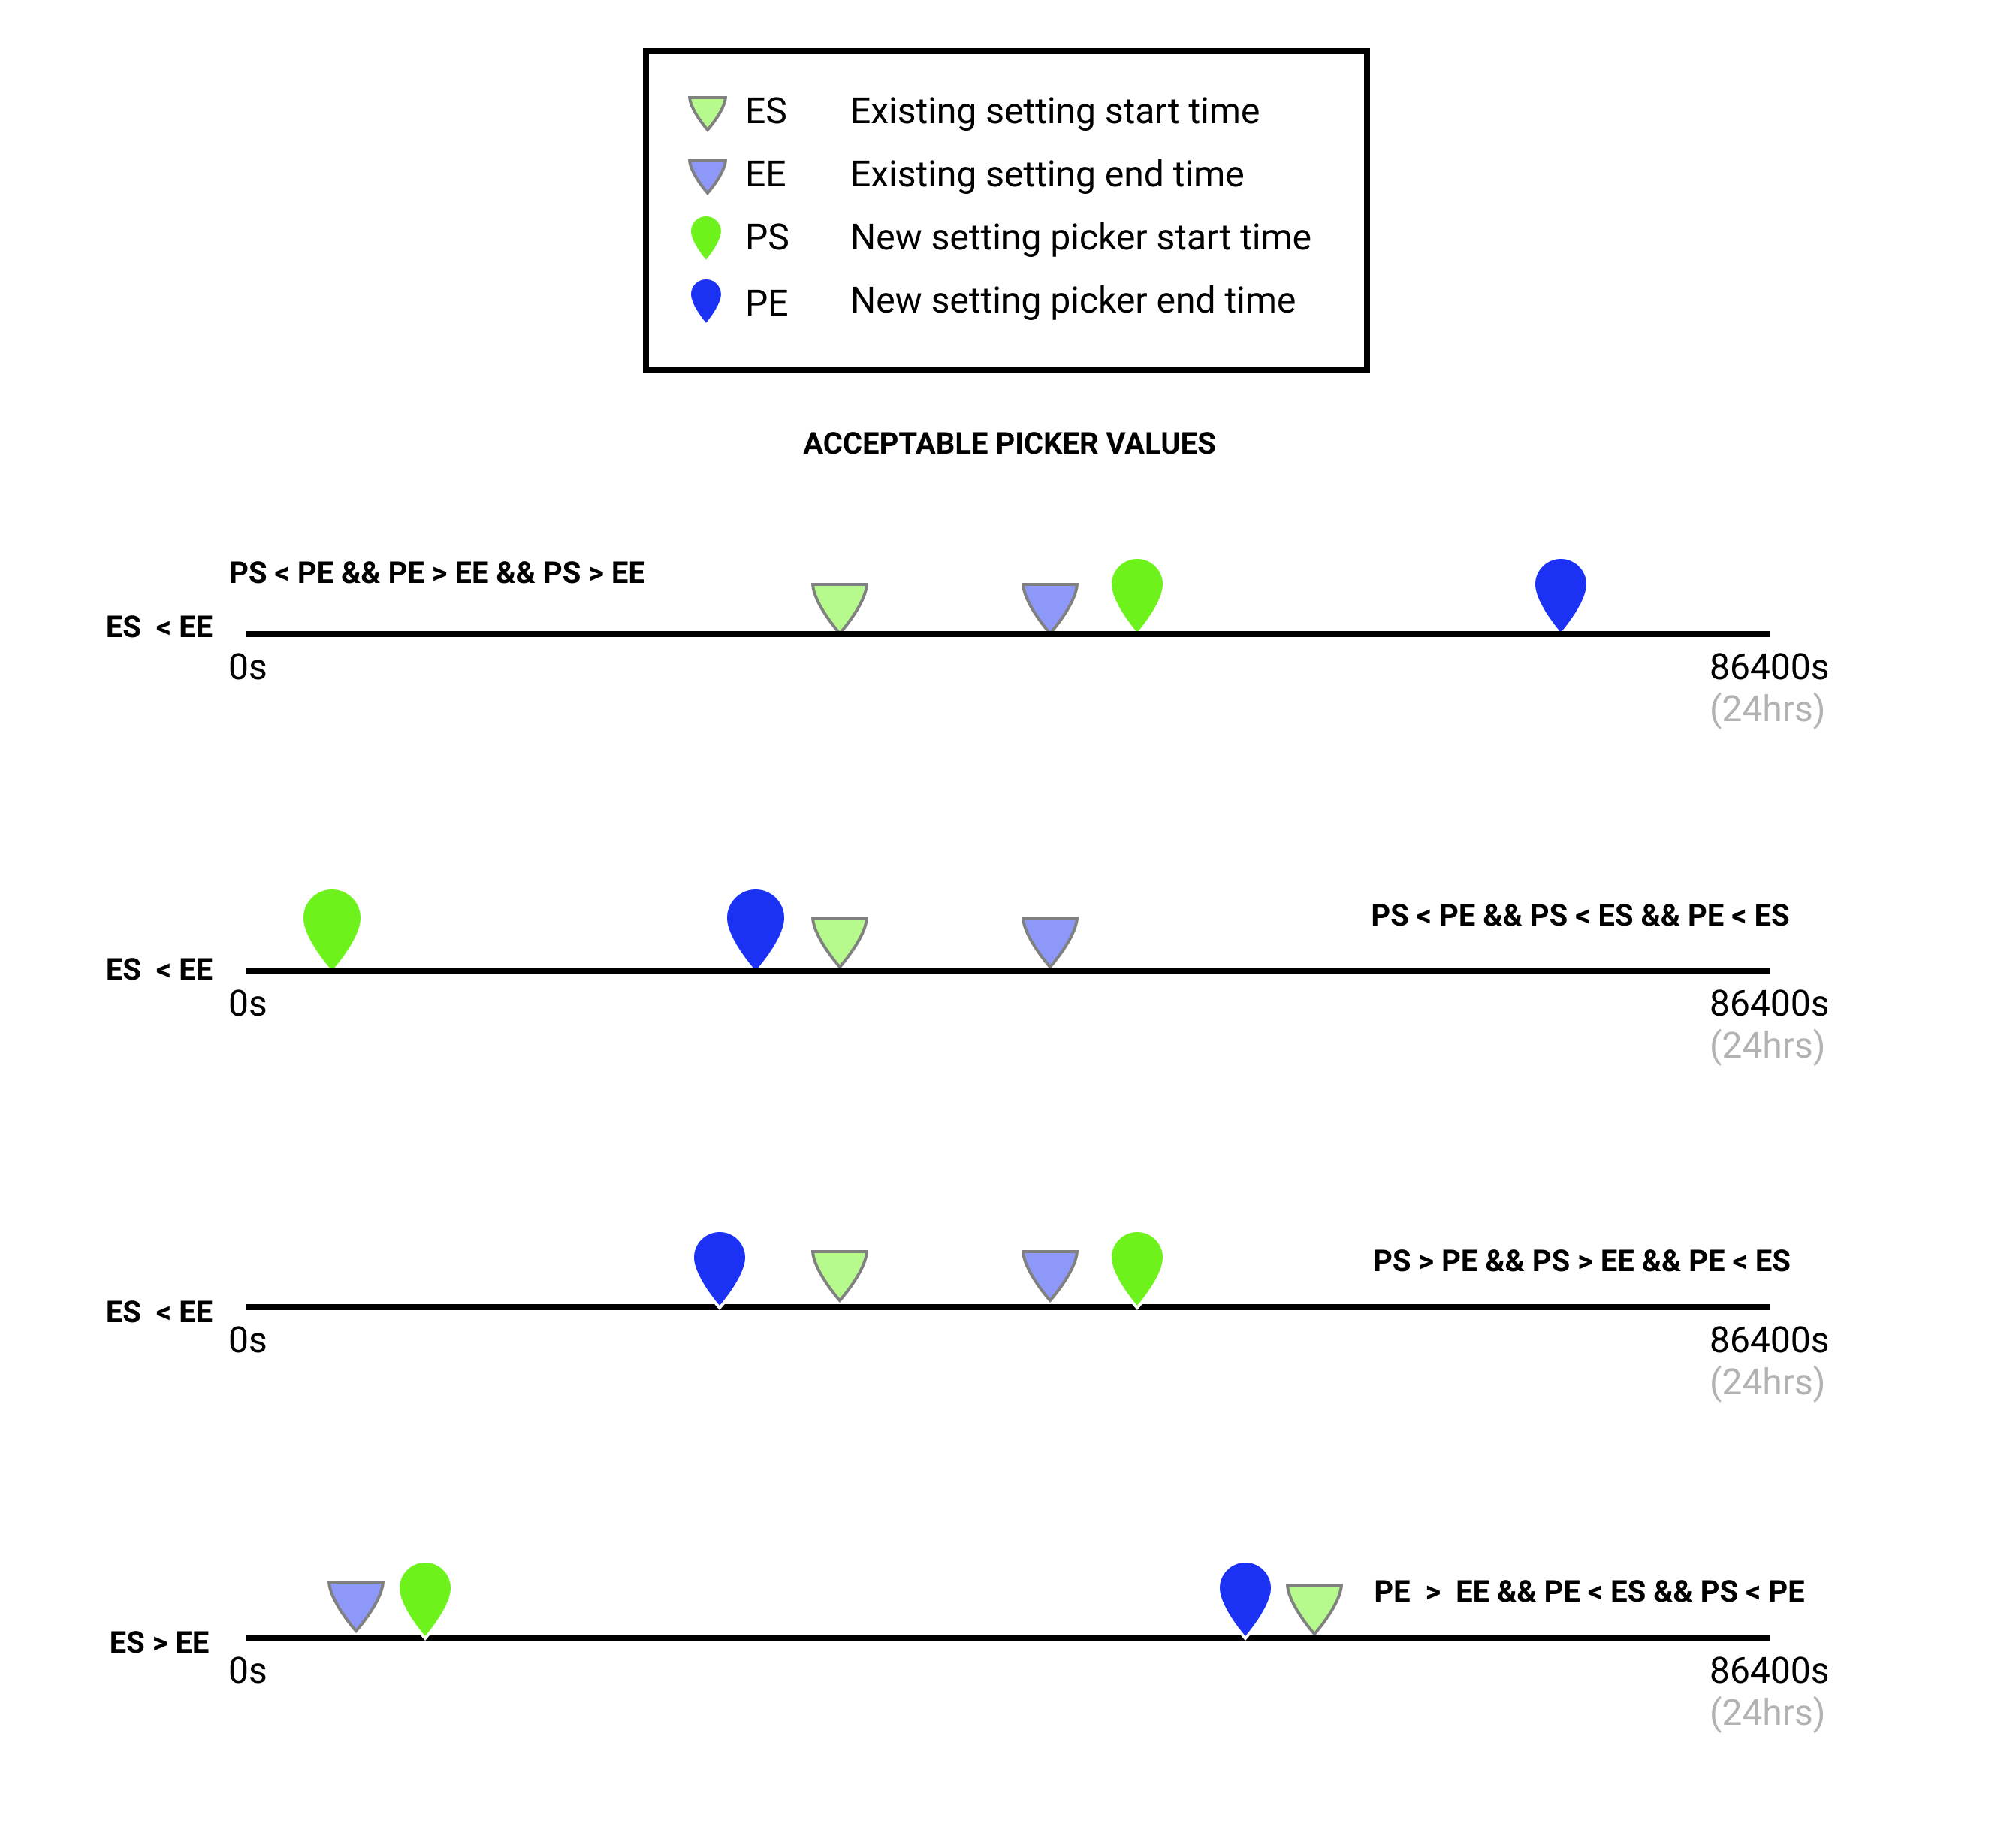 ES Existing setting start time
EE Existing setting end time
PS New setting picker start time
PE New setting picker end time
ACCEPTABLE PICKER VALUES
PS < PE && PE > EE && PS > EE
ES < EE
0s 86400s
(24hrs)
PS < PE && PS < ES && PE < ES
ES < EE
0s 86400s
(24hrs)
PS > PE && PS > EE && PE < ES
ES < EE
0s 86400s
(24hrs)
PE > EE && PE < ES && PS < PE
ES > EE
0s 86400s
(24hrs)